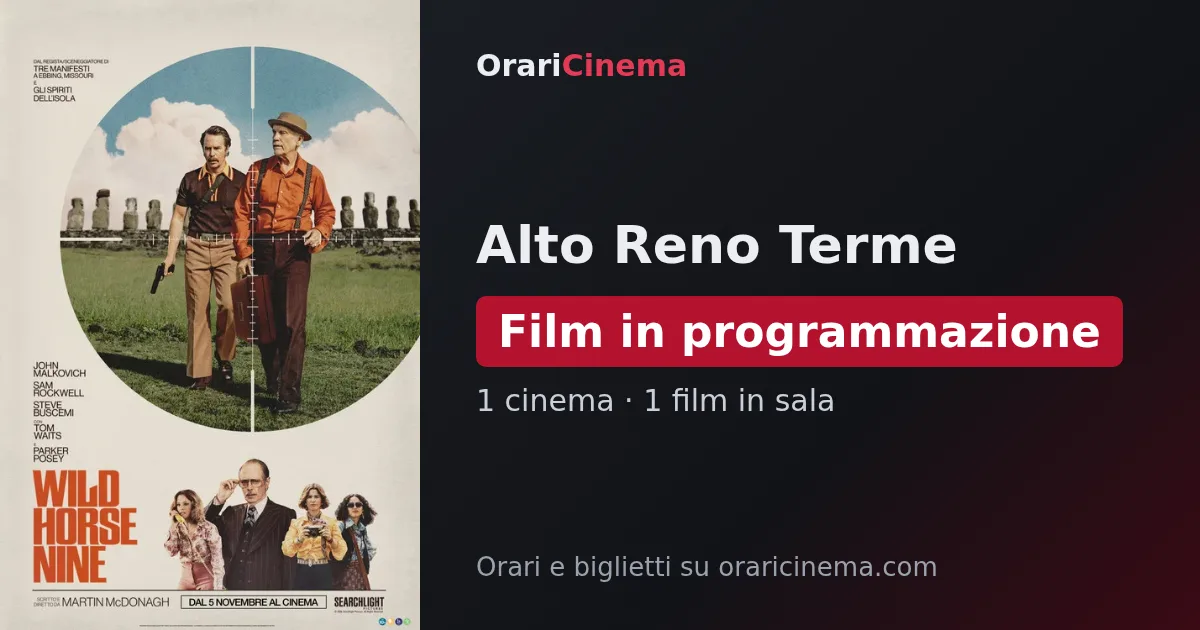 DAL REGISTA/SCENEGGIATORE DI
TRE MANIFESTI
A EBBING, MISSOURI
E
GLI SPIRITI
DELL'ISOLA
JOHN
MALKOVICH
SAM
ROCKWELL
STEVE
BUSCEMI
CON
TOM
WAITS
E
PARKER
POSEY
WILD
HORSE
NINE
SCRITTO E
DIRETTO DA MARTIN McDONAGH
DAL 5 NOVEMBRE AL CINEMA
SEARCHLIGHT
PICTURES
OrariCinema
Alto Reno Terme
Film in programmazione
1 cinema · 1 film in sala
Orari e biglietti su oraricinema.com